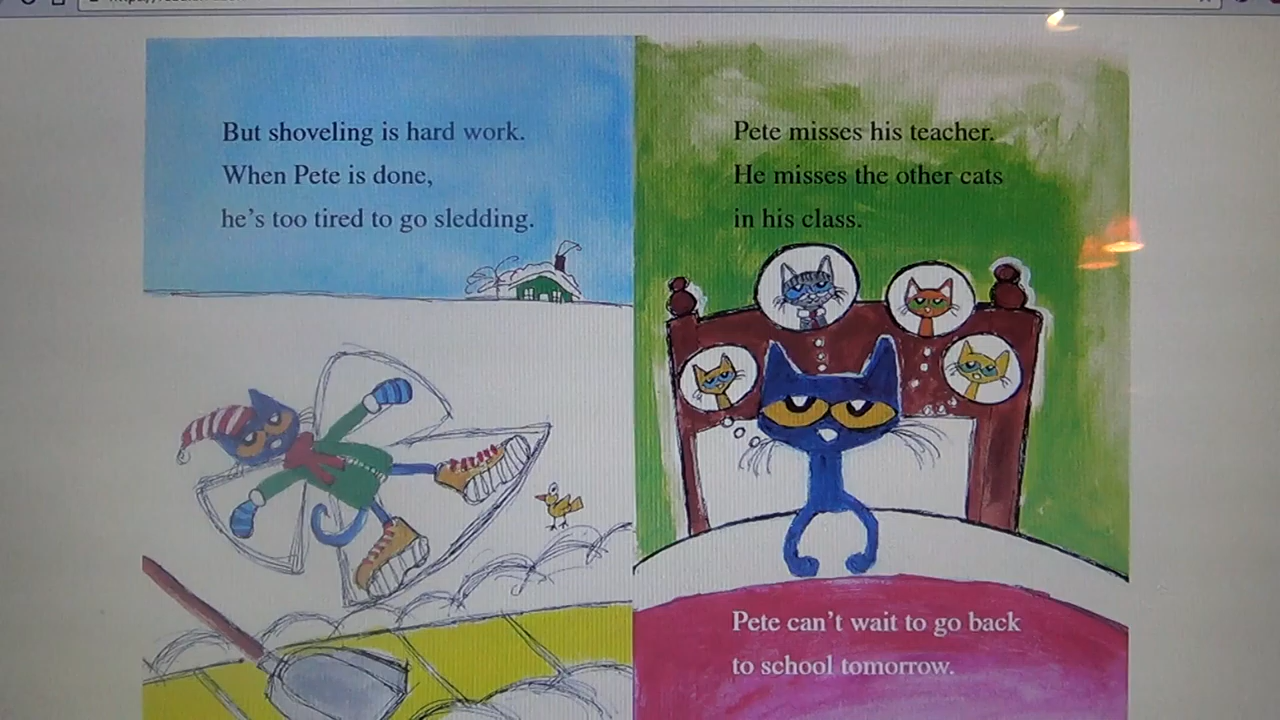 But shoveling is hard work.
When Pete is done,
he's too tired to go sledding.
Pete misses his teacher.
He misses the other cats
in his class.
Pete can't wait to go back
to school tomorrow.